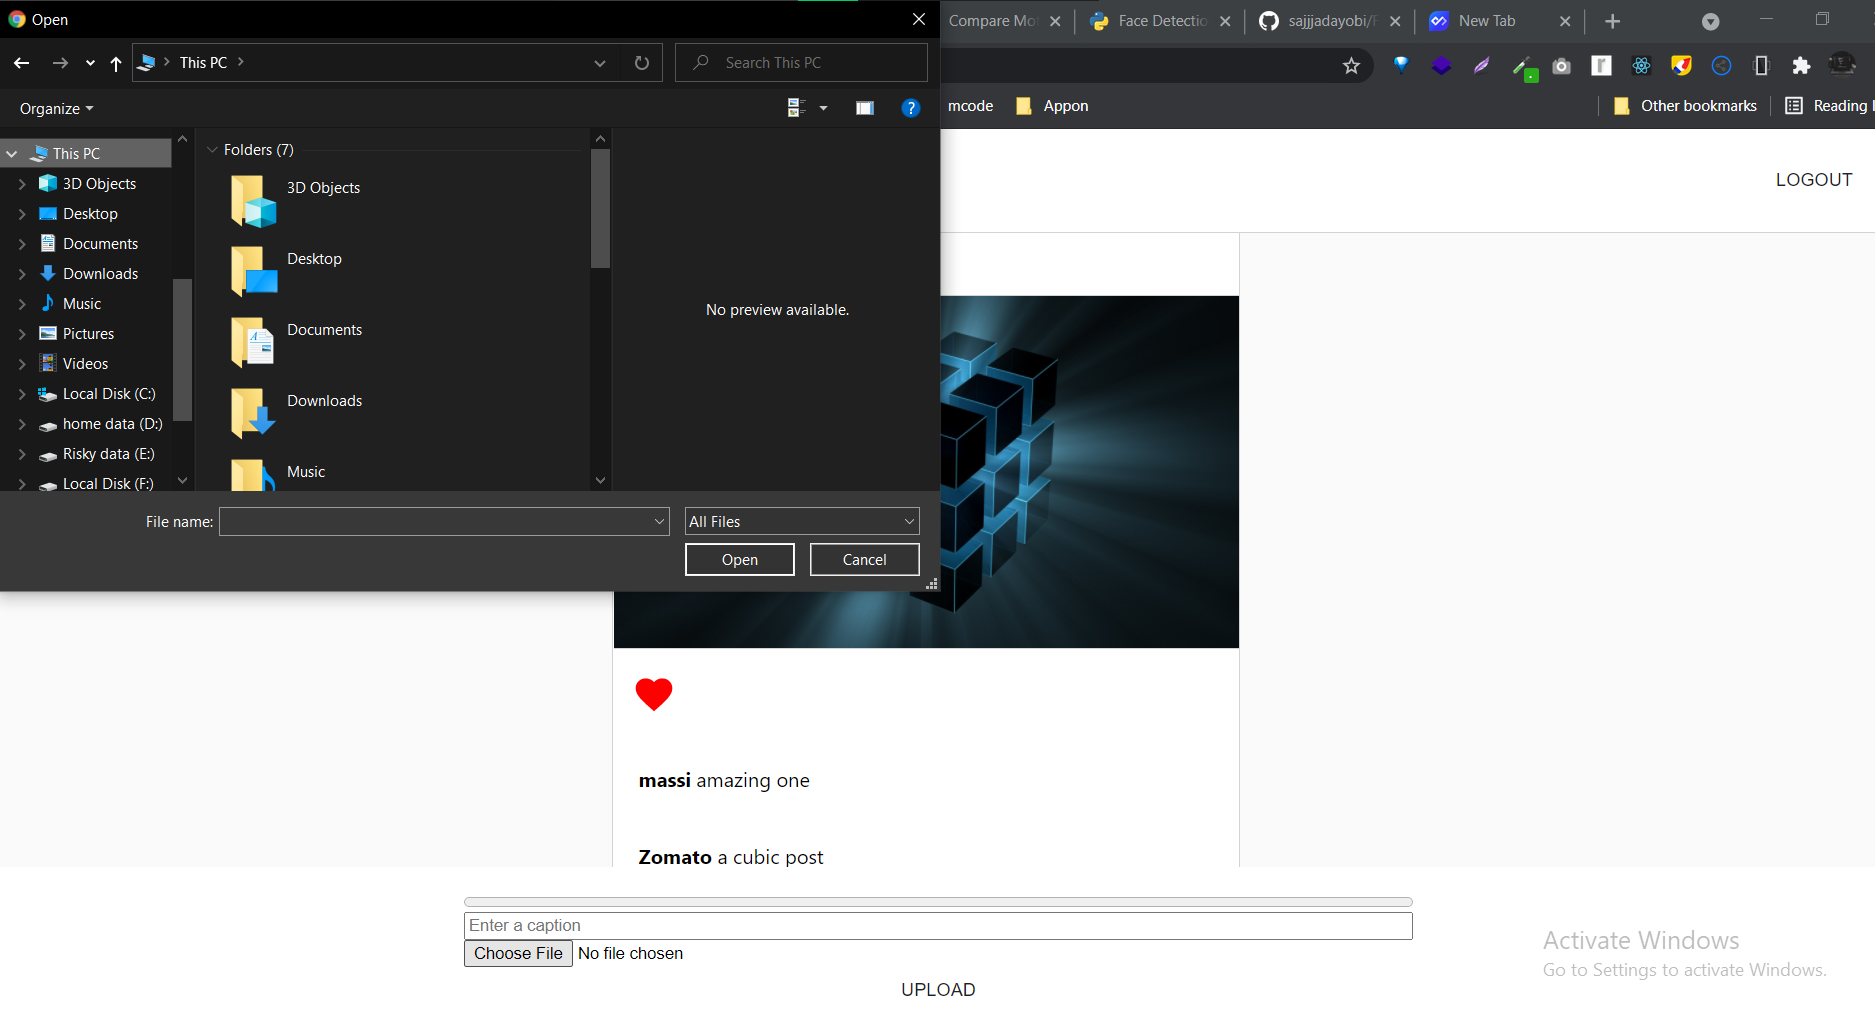 Open
This PC
Search This PC
Organize
This PC
3D Objects
Desktop
Documents
Downloads
Music
Pictures
Videos
Local Disk (C:)
home data (D:)
Risky data (E:)
Local Disk (F:)
Folders (7)
3D Objects
Desktop
Documents
Downloads
Music
No preview available.
File name:
All Files
Open
Cancel
Compare Mo
Face Detectio
sajjjadayobi/F
New Tab
mcode
Appon
Other bookmarks
Reading
LOGOUT
massi amazing one
Zomato a cubic post
Enter a caption
Choose File No file chosen
UPLOAD
Activate Windows
Go to Settings to activate Windows.